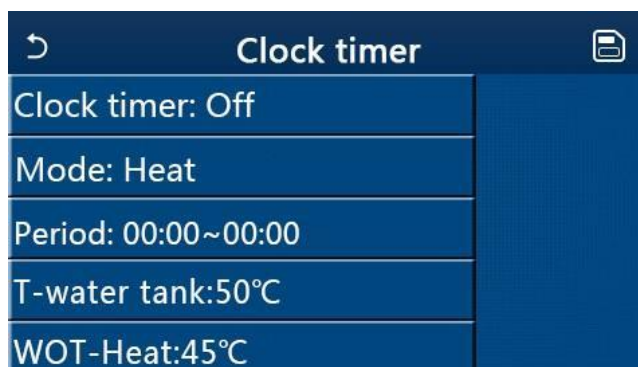 Clock timer
Clock timer: Off
Mode: Heat
Period: 00:00~00:00
T-water tank:50℃
WOT-Heat:45℃